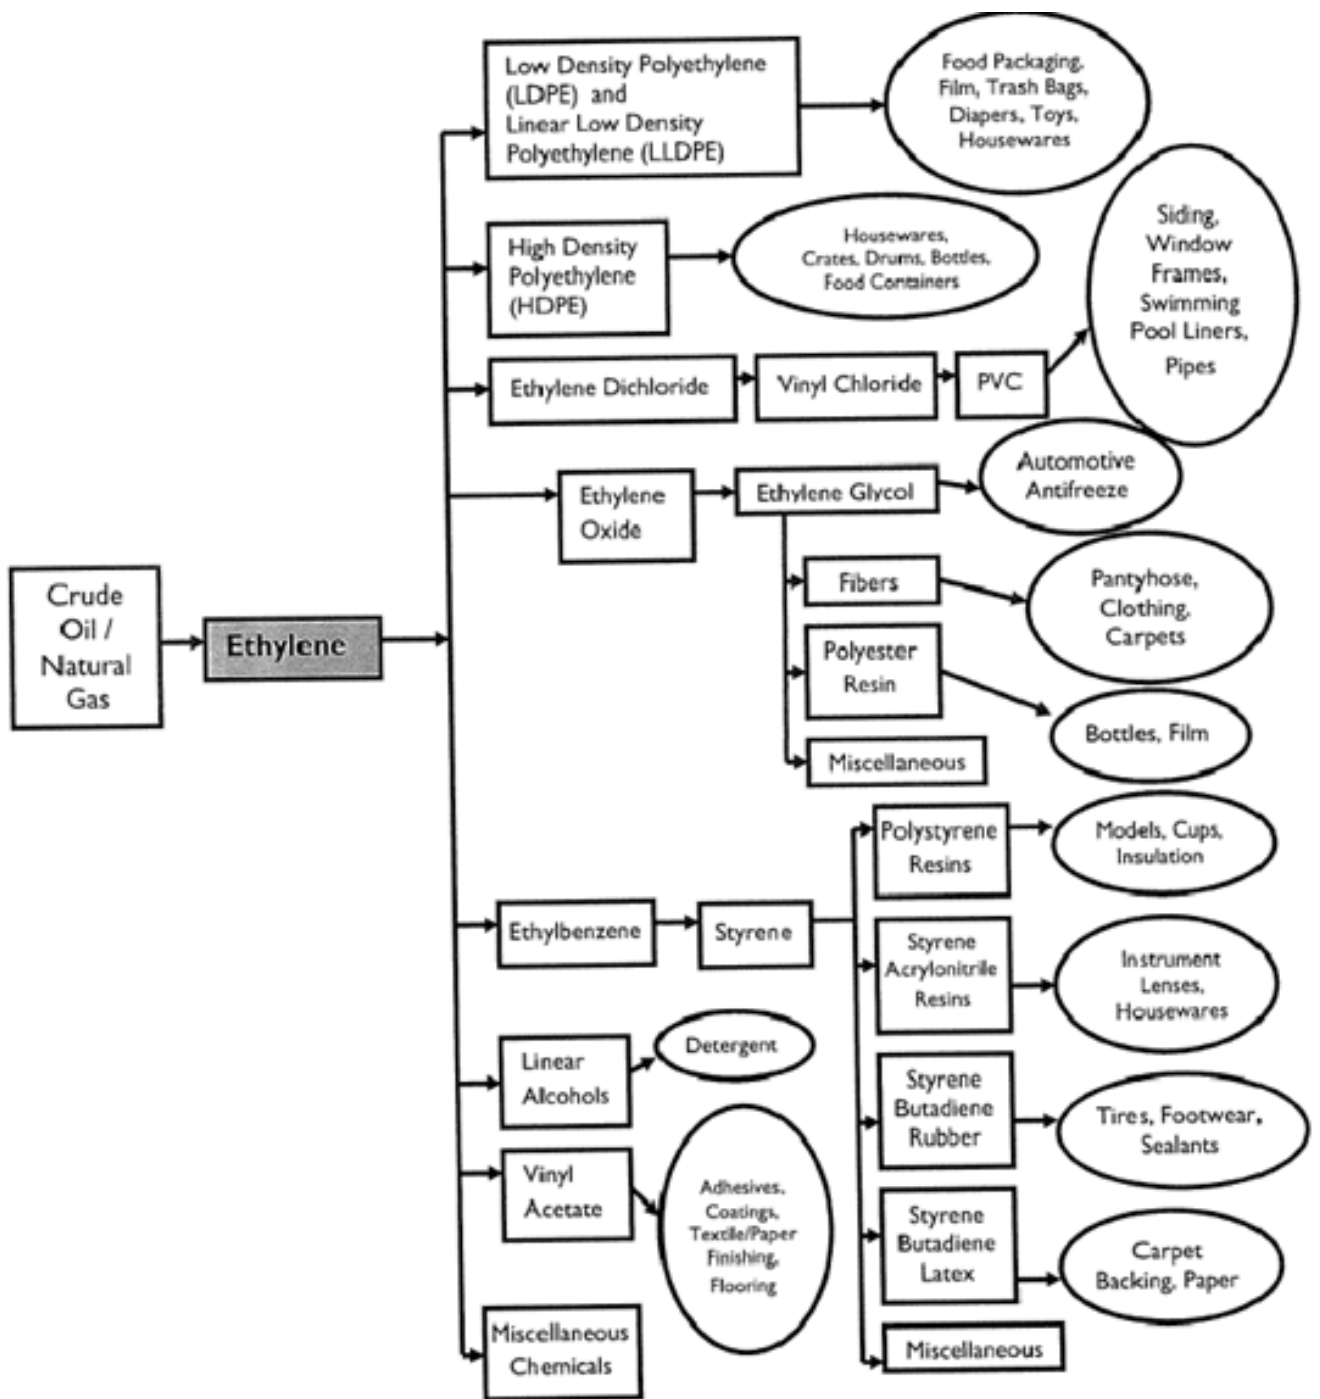 Low Density Polyethylene
(LDPE) and
Linear Low Density
Polyethylene (LLDPE)
Food Packaging,
Film, Trash Bags,
Diapers, Toys,
Housewares
High Density
Polyethylene
(HDPE)
Housewares,
Crates, Drums, Bottles,
Food Containers
Siding,
Window
Frames,
Swimming
Pool Liners,
Pipes
Ethylene Dichloride
Vinyl Chloride
PVC
Ethylene
Oxide
Ethylene Glycol
Automotive
Antifreeze
Crude
Oil /
Natural
Gas
Ethylene
Fibers
Pantyhose,
Clothing,
Carpets
Polyester
Resin
Bottles, Film
Miscellaneous
Polystyrene
Resins
Models, Cups,
Insulation
Ethylbenzene
Styrene
Styrene
Acrylonitrile
Resins
Instrument
Lenses,
Housewares
Linear
Alcohols
Detergent
Styrene
Butadiene
Rubber
Tires, Footwear,
Sealants
Vinyl
Acetate
Adhesives,
Coatings,
Textile/Paper
Finishing,
Flooring
Styrene
Butadiene
Latex
Carpet
Backing, Paper
Miscellaneous
Chemicals
Miscellaneous